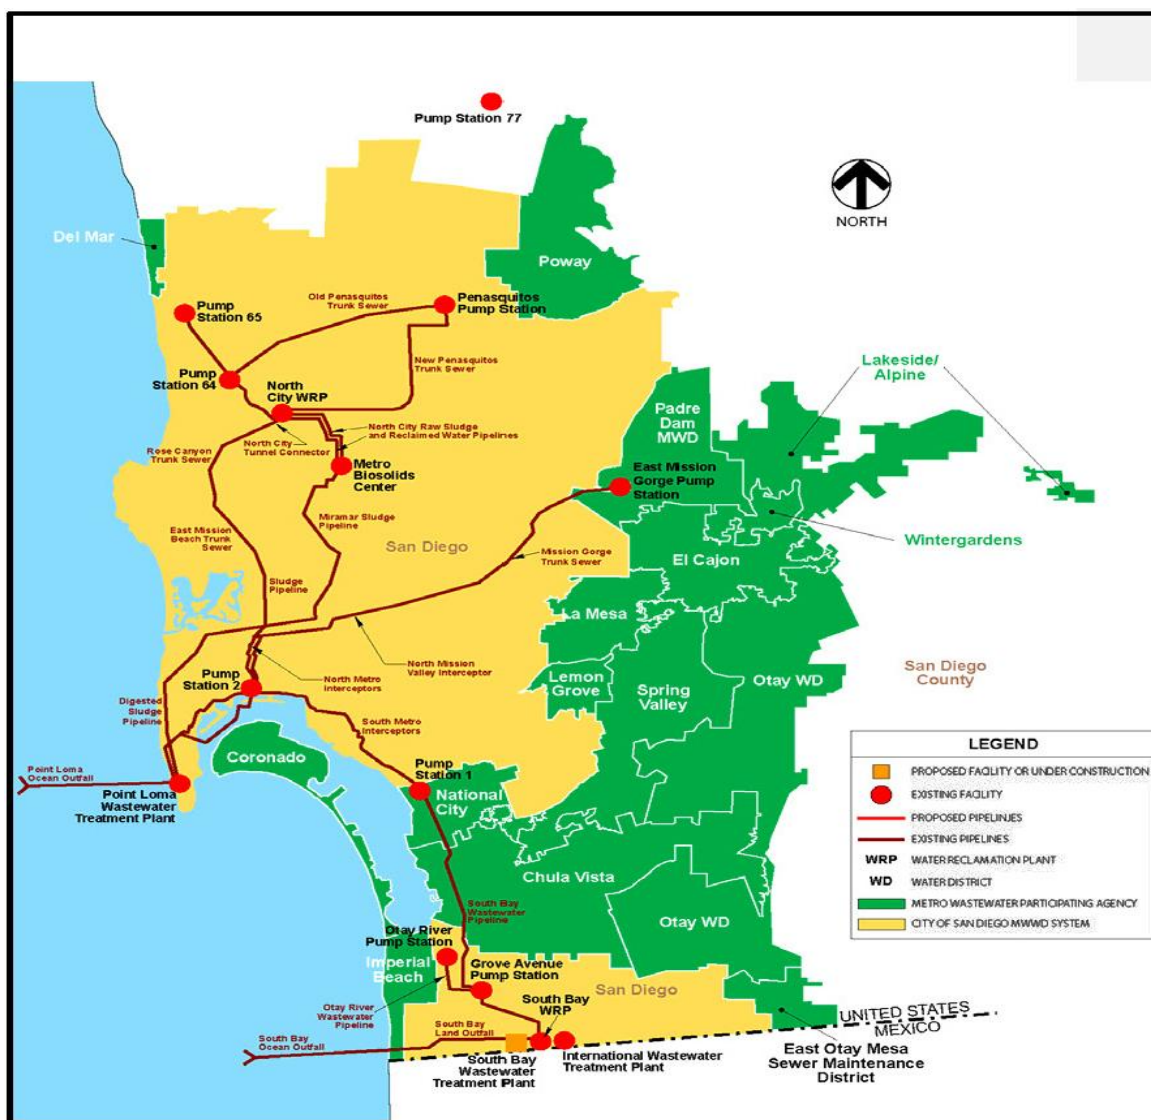 Pump Station 77
NORTH
Del Mar
Poway
Pump
Station 65
Old Penasquitos
Trunk Sewer
Penasquitos
Pump Station
New Penasquitos
Trunk Sewer
Pump
Station 64
North
City WRP
Lakeside/
Alpine
Padre
Dam
MWD
North City Raw Sludge
and Reclaimed Water Pipelines
North City
Tunnel Connector
Rose Canyon
Trunk Sewer
Metro
Biosolids
Center
East Mission
Gorge Pump
Station
Miramar Sludge
Pipeline
East Mission
Beach Trunk
Sewer
San Diego
Wintergardens
Mission Gorge
Trunk Sewer
El Cajon
Sludge
Pipeline
La Mesa
North Mission
Valley Interceptor
Pump
Station 2
North Metro
Interceptors
Lemon
Grove
Spring
Valley
Otay WD
San Diego
County
Digested
Sludge
Pipeline
South Metro
Interceptors
Coronado
Point Loma
Ocean Outfall
Point Loma
Wastewater
Treatment Plant
Pump
Station 1
National
City
LEGEND
PROPOSED FACILITY OR UNDER CONSTRUCTION
EXISTING FACILITY
PROPOSED PIPELINJES
EXISTING PIPELINES
WRP WATER RECLAMATION PLANT
WD WATER DISTRICT
METRO WASTEWATER PARTICIPATING AGENCY
CITY OF SAN DIEGO MWWD SYSTEM
Chula Vista
South Bay
Wastewater
Pipeline
Otay WD
Otay River
Pump Station
Imperial
Beach
Grove Avenue
Pump Station
San Diego
South Bay
WRP
Otay River
Wastewater
Pipeline
South Bay
Land Outfall
South Bay
Ocean Outfall
UNITED STATES
MEXICO
South Bay
Wastewater
Treatment Plant
International Wastewater
Treatment Plant
East Otay Mesa
Sewer Maintenance
District